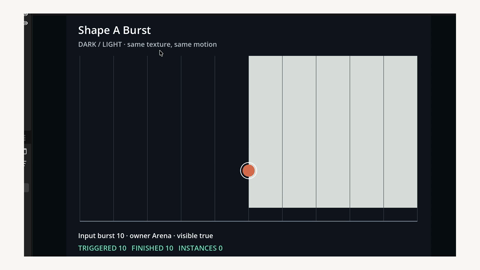 Shape A Burst
DARK / LIGHT · same texture, same motion
Input burst 10 · owner Arena · visible true
TRIGGERED 10 FINISHED 10 INSTANCES 0